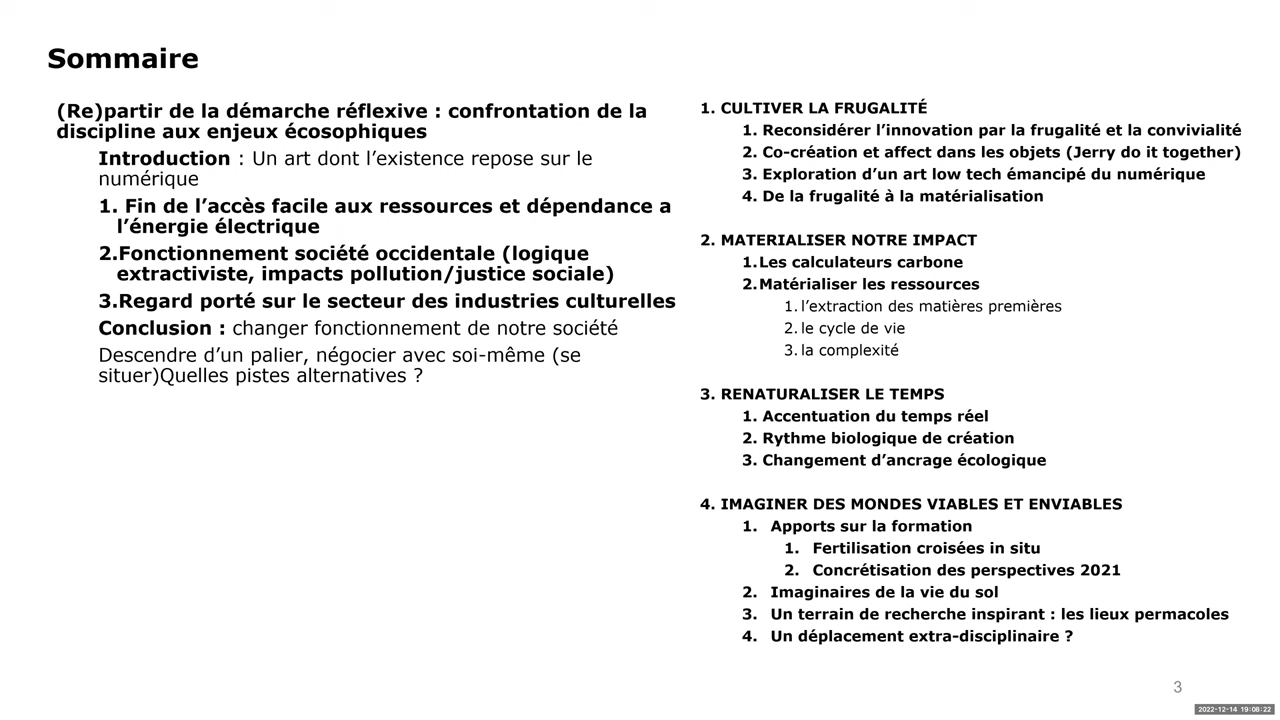 Sommaire
(Re)partir de la démarche réflexive : confrontation de la
discipline aux enjeux écosophiques
Introduction : Un art dont l’existence repose sur le
numérique
1. Fin de l’accès facile aux ressources et dépendance a
l’énergie électrique
2.Fonctionnement société occidentale (logique
extractiviste, impacts pollution/justice sociale)
3.Regard porté sur le secteur des industries culturelles
Conclusion : changer fonctionnement de notre société
Descendre d’un palier, négocier avec soi-même (se
situer)Quelles pistes alternatives ?
1. CULTIVER LA FRUGALITÉ
1. Reconsidérer l’innovation par la frugalité et la convivialité
2. Co-création et affect dans les objets (Jerry do it together)
3. Exploration d’un art low tech émancipé du numérique
4. De la frugalité à la matérialisation
2. MATERIALISER NOTRE IMPACT
1.Les calculateurs carbone
2.Matérialiser les ressources
1.l’extraction des matières premières
2.le cycle de vie
3.la complexité
3. RENATURALISER LE TEMPS
1. Accentuation du temps réel
2. Rythme biologique de création
3. Changement d’ancrage écologique
4. IMAGINER DES MONDES VIABLES ET ENVIABLES
1. Apports sur la formation
1. Fertilisation croisées in situ
2. Concrétisation des perspectives 2021
2. Imaginaires de la vie du sol
3. Un terrain de recherche inspirant : les lieux permacoles
4. Un déplacement extra-disciplinaire ?
3
2022-12-14 19:08:22